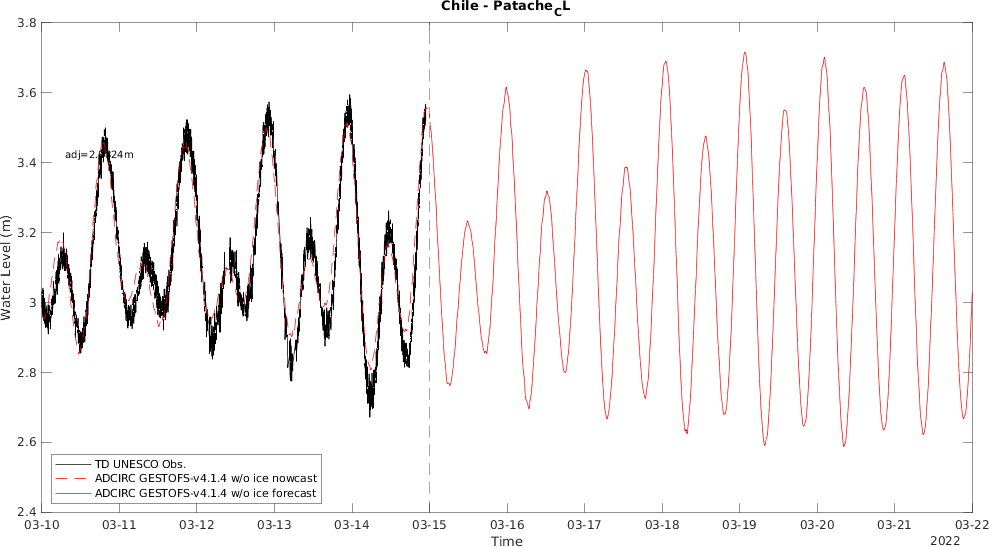 Chile - Patache_CL
Water Level (m)
3.8
3.6
3.4
3.2
3
2.8
2.6
2.4
TD UNESCO Obs.
ADCIRC GESTOFS-v4.1.4 w/o ice nowcast
ADCIRC GESTOFS-v4.1.4 w/o ice forecast
03-10 03-11 03-12 03-13 03-14 03-15 03-16 03-17 03-18 03-19 03-20 03-21 03-22
Time
2022